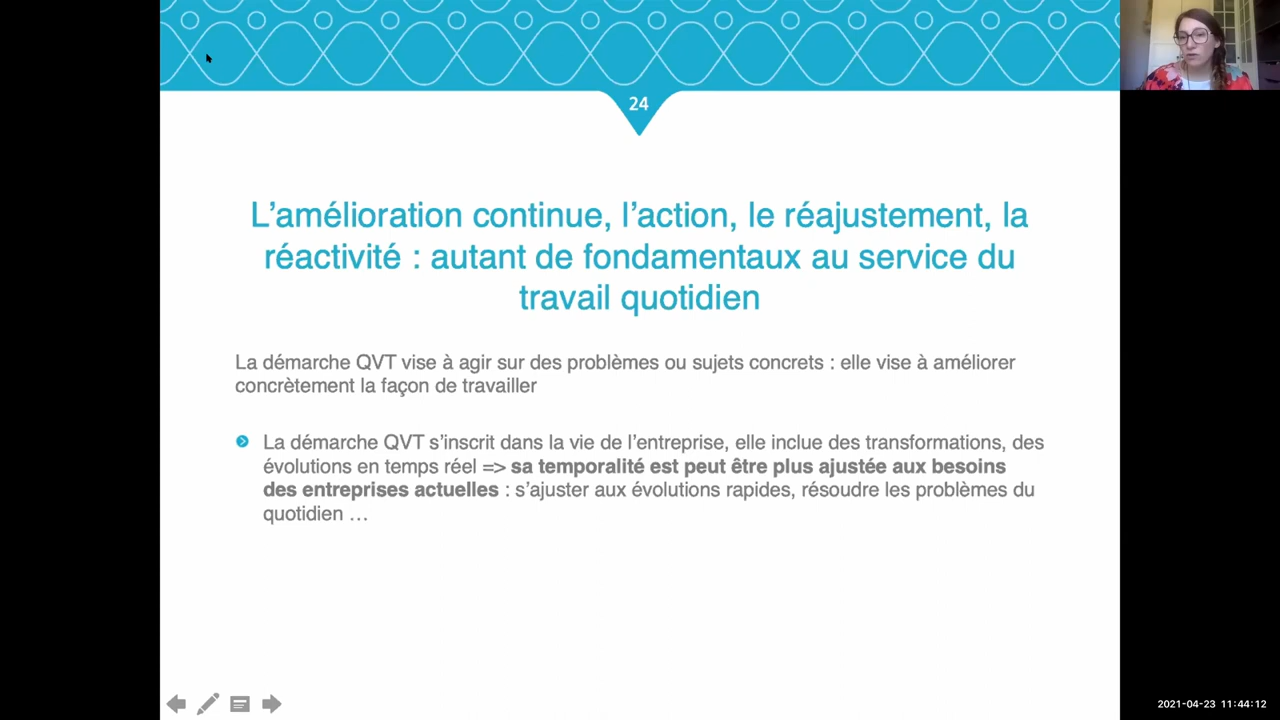 24
L’amélioration continue, l’action, le réajustement, la
réactivité : autant de fondamentaux au service du
travail quotidien
La démarche QVT vise à agir sur des problèmes ou sujets concrets : elle vise à améliorer
concrètement la façon de travailler
La démarche QVT s’inscrit dans la vie de l’entreprise, elle inclue des transformations, des
évolutions en temps réel => sa temporalité est peut être plus ajustée aux besoins
des entreprises actuelles : s’ajuster aux évolutions rapides, résoudre les problèmes du
quotidien …
2021-04-23 11:44:12